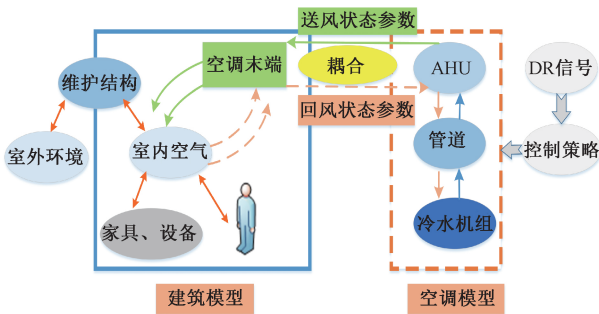 送风状态参数
空调末端
耦合
AHU
DR信号
维护结构
回风状态参数
室外环境
室内空气
管道
控制策略
家具、设备
冷水机组
建筑模型
空调模型